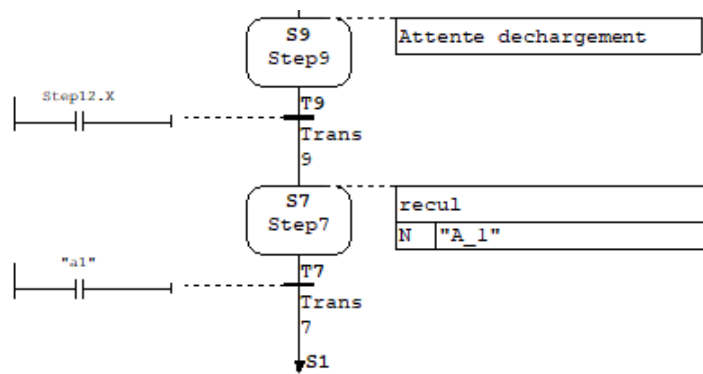 S9
Step9
Attente dechargement
Step12.X
T9
Trans
9
S7
Step7
recul
N "A_1"
"a1"
T7
Trans
7
S1